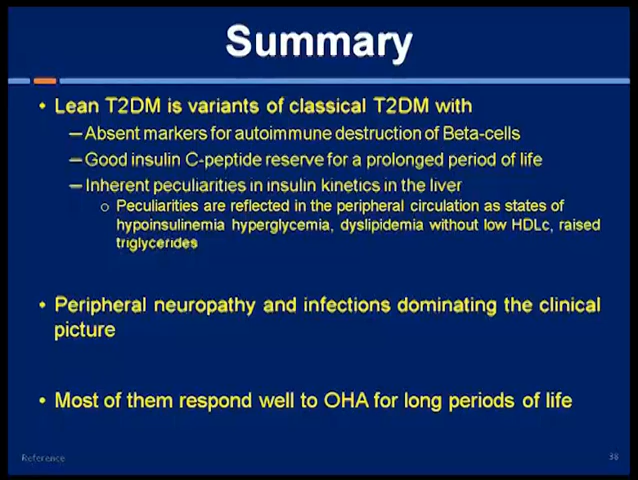 Summary
• Lean T2DM is variants of classical T2DM with
– Absent markers for autoimmune destruction of Beta-cells
– Good insulin C-peptide reserve for a prolonged period of life
– Inherent peculiarities in insulin kinetics in the liver
o Peculiarities are reflected in the peripheral circulation as states of
hypoinsulinemia hyperglycemia, dyslipidemia without low HDLc, raised
triglycerides
• Peripheral neuropathy and infections dominating the clinical
picture
• Most of them respond well to OHA for long periods of life
Reference
38